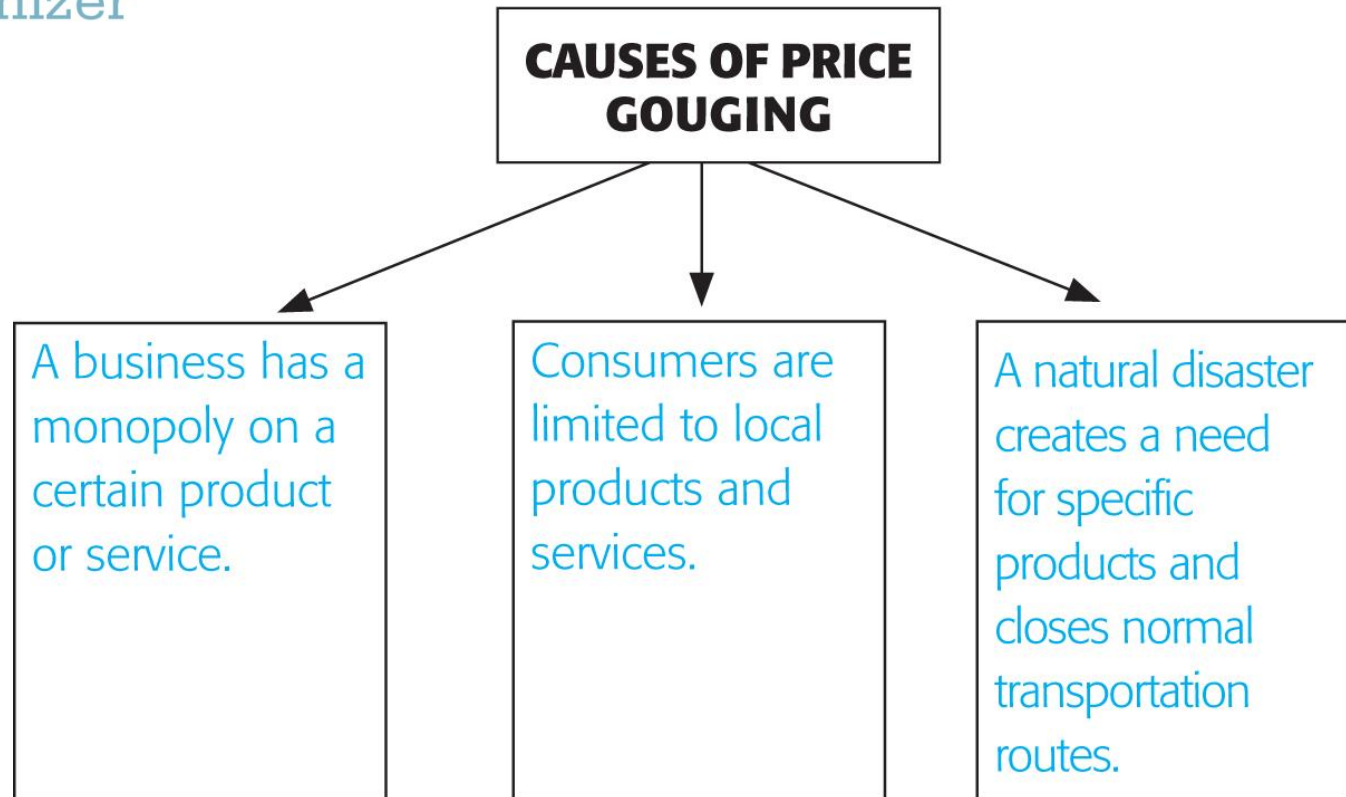 CAUSES OF PRICE
GOUGING
A business has a
monopoly on a
certain product
or service.
Consumers are
limited to local
products and
services.
A natural disaster
creates a need
for specific
products and
closes normal
transportation
routes.